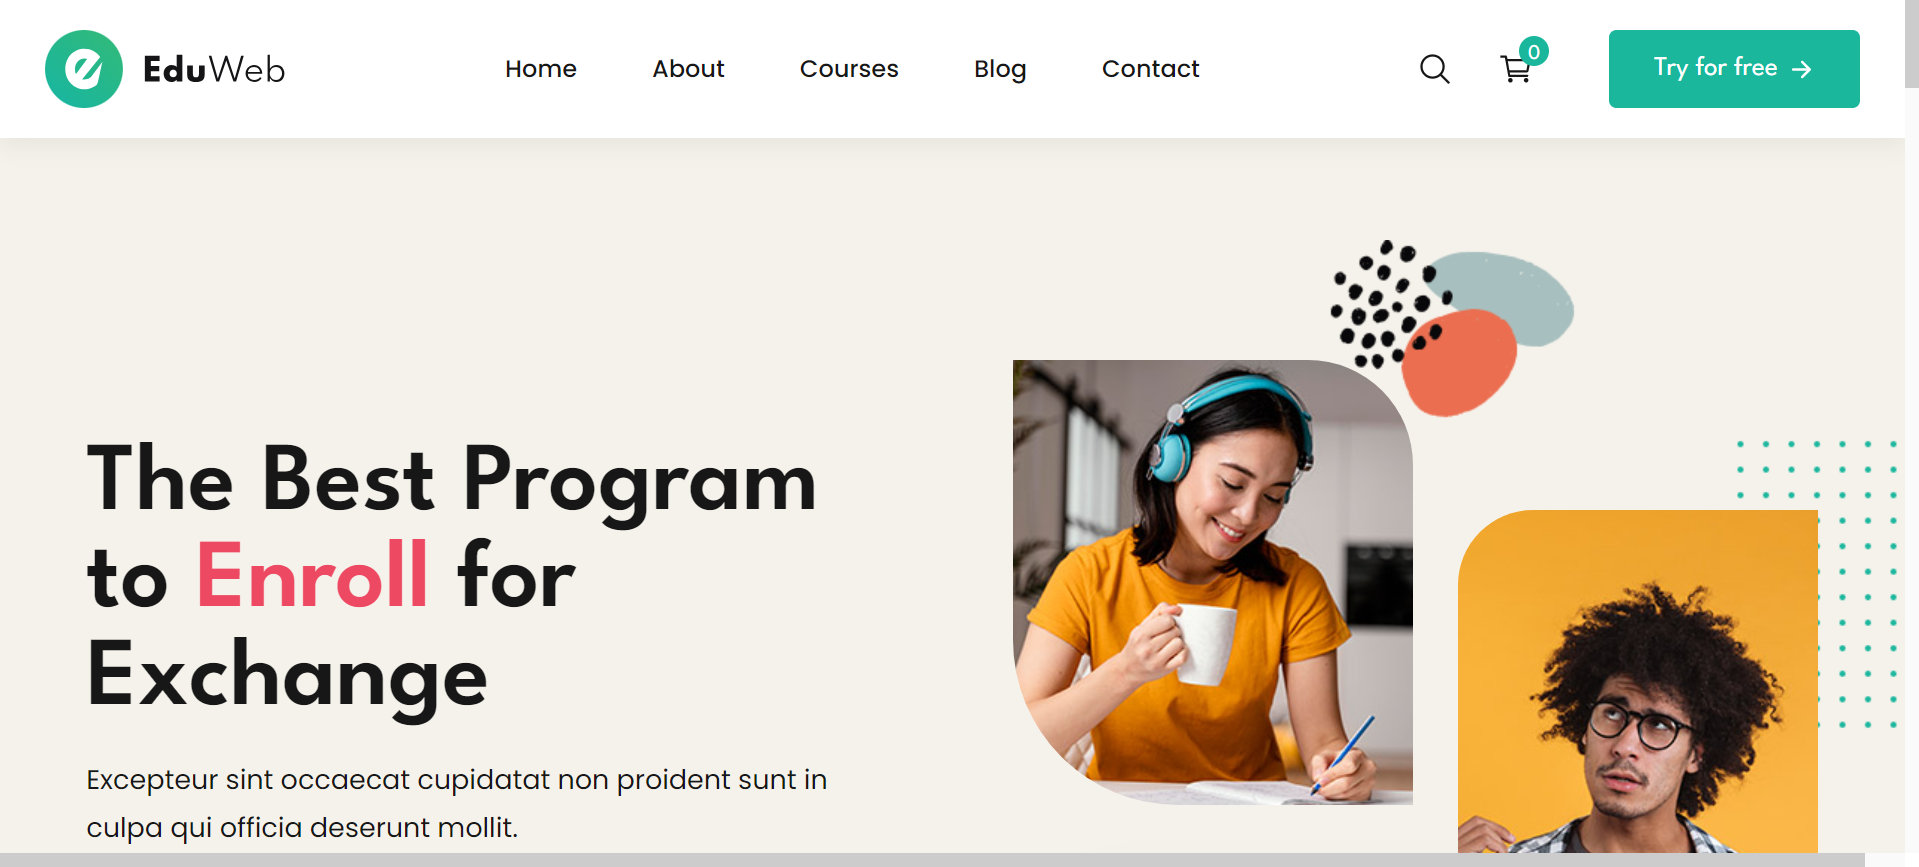 EduWeb
Home About Courses Blog Contact
0
Try for free →
The Best Program
to Enroll for
Exchange
Excepteur sint occaecat cupidatat non proident sunt in
culpa qui officia deserunt mollit.